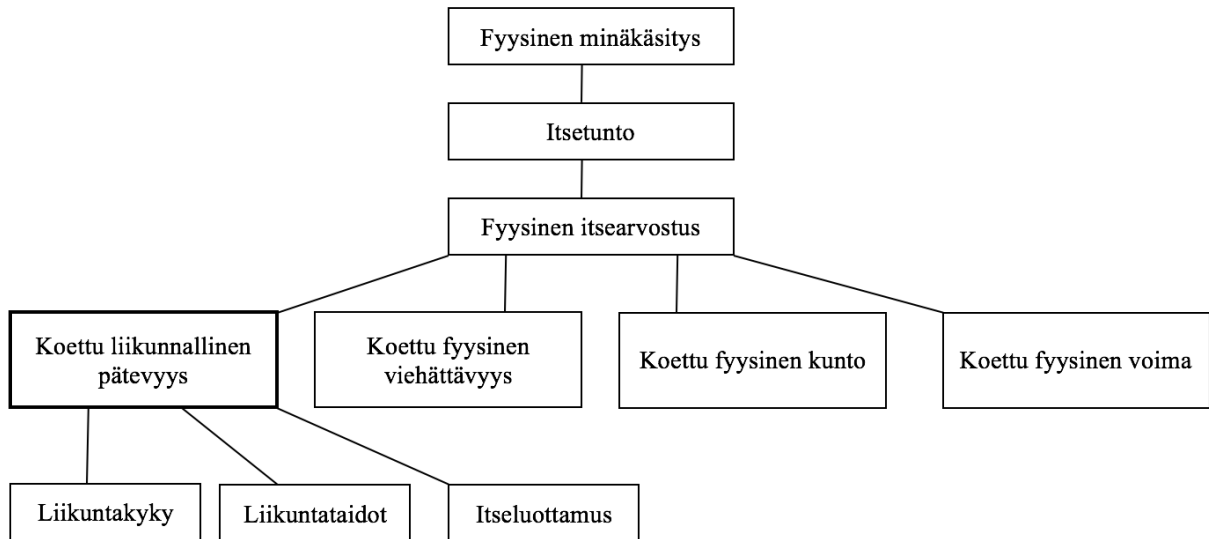 Fyysinen minäkäsitys
Itsetunto
Fyysinen itsearvostus
Koettu liikunnallinen
pätevyys
Koettu fyysinen
viehättävyys
Koettu fyysinen kunto
Koettu fyysinen voima
Liikuntakyky
Liikuntataidot
Itseluottamus